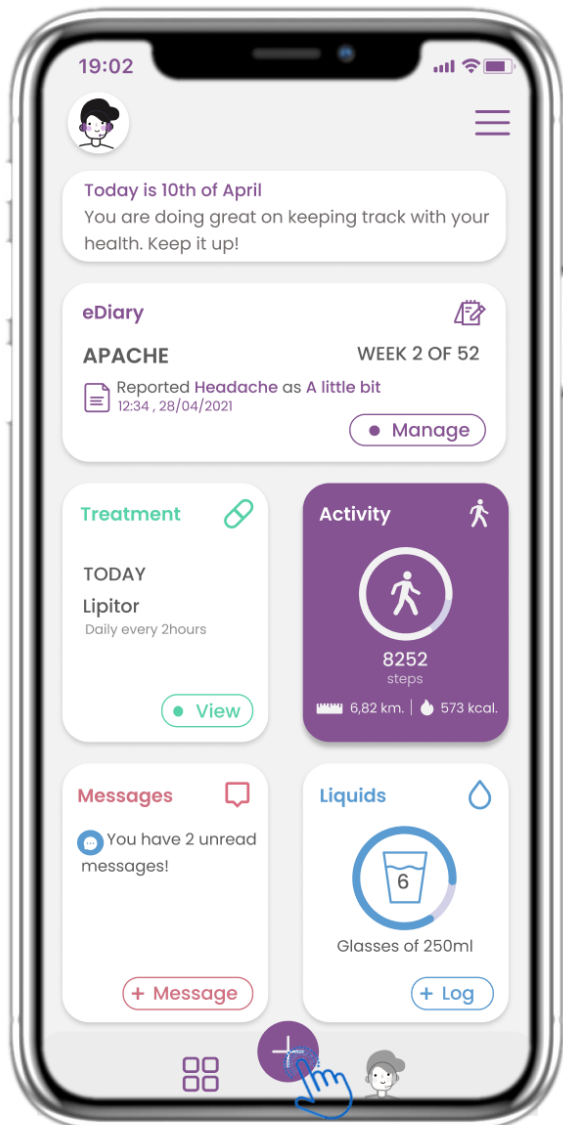 19:02
Today is 10th of April
You are doing great on keeping track with your
health. Keep it up!
eDiary
APACHE
WEEK 2 OF 52
Reported Headache as A little bit
12:34 , 28/04/2021
Manage
Treatment
TODAY
Lipitor
Daily every 2hours
View
Activity
8252
steps
6,82 km.
573 kcal.
Messages
You have 2 unread
messages!
+ Message
Liquids
6
Glasses of 250ml
+ Log